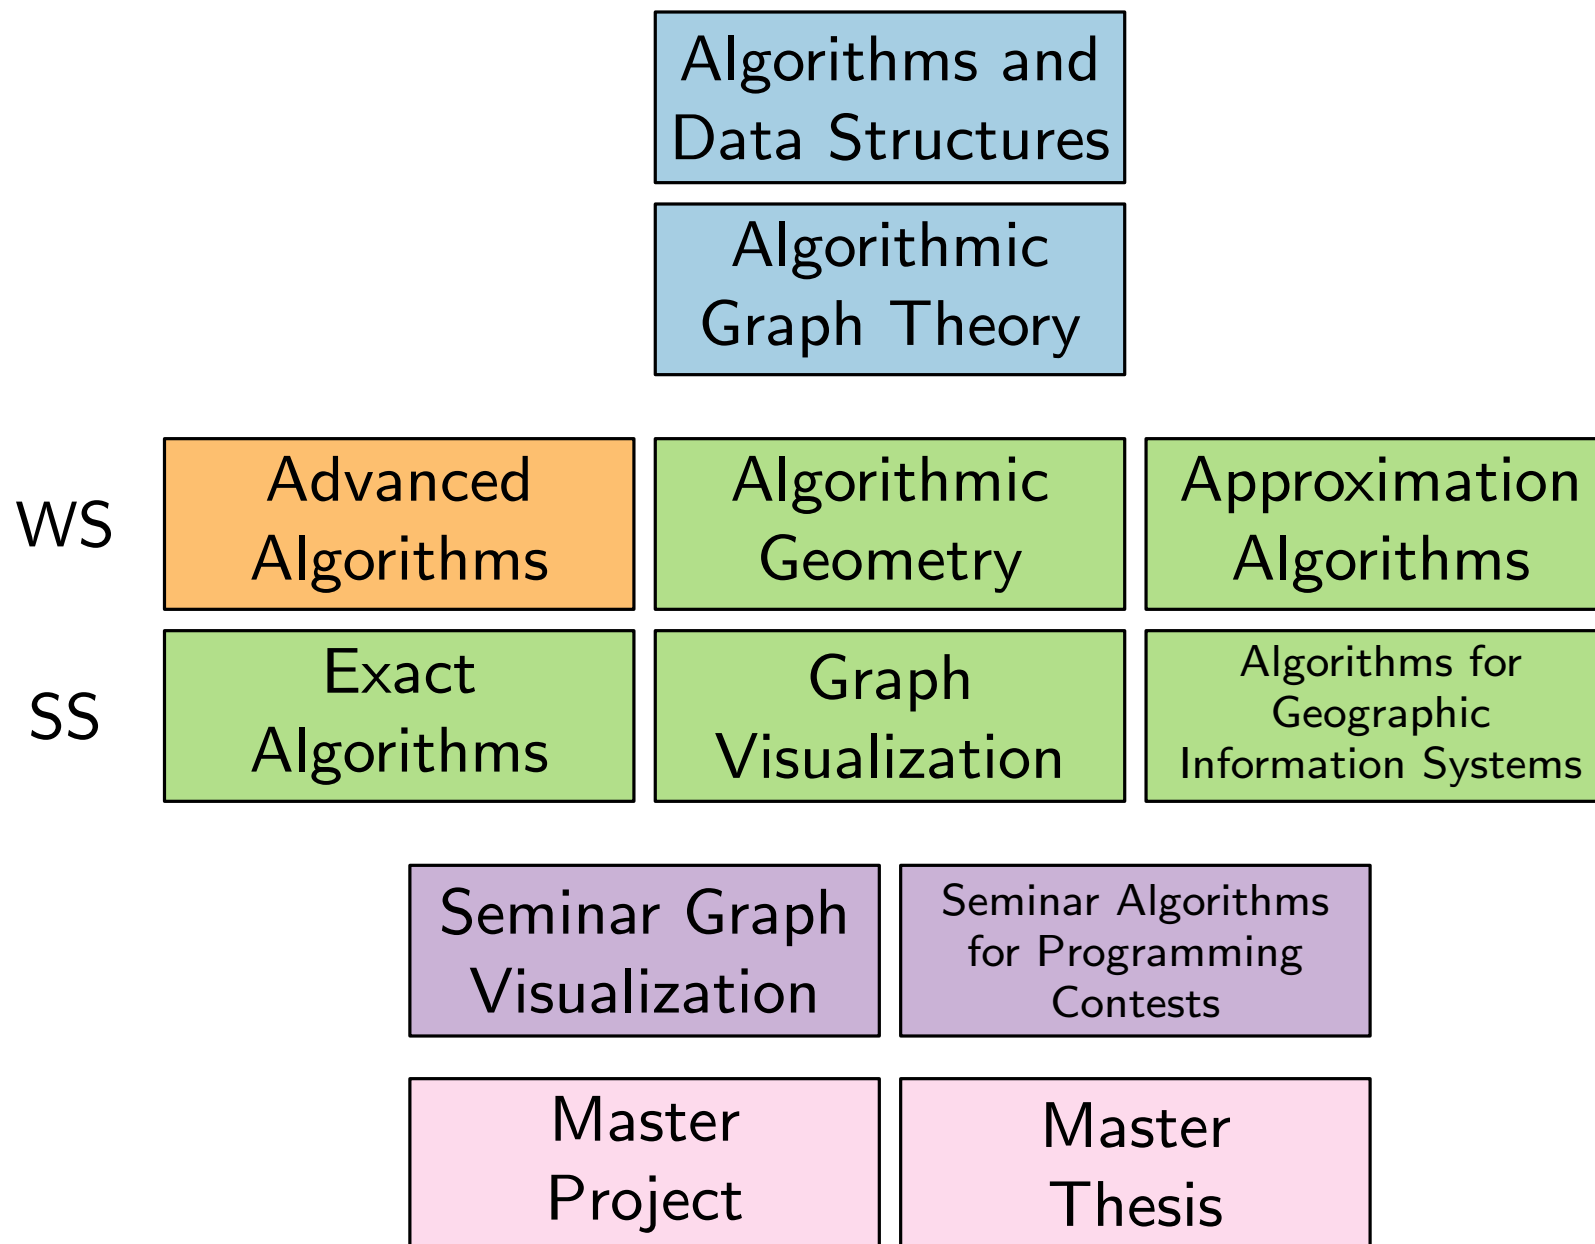 Algorithms and
Data Structures
Algorithmic
Graph Theory
WS
Advanced
Algorithms
Algorithmic
Geometry
Approximation
Algorithms
SS
Exact
Algorithms
Graph
Visualization
Algorithms for
Geographic
Information Systems
Seminar Graph
Visualization
Seminar Algorithms
for Programming
Contests
Master
Project
Master
Thesis